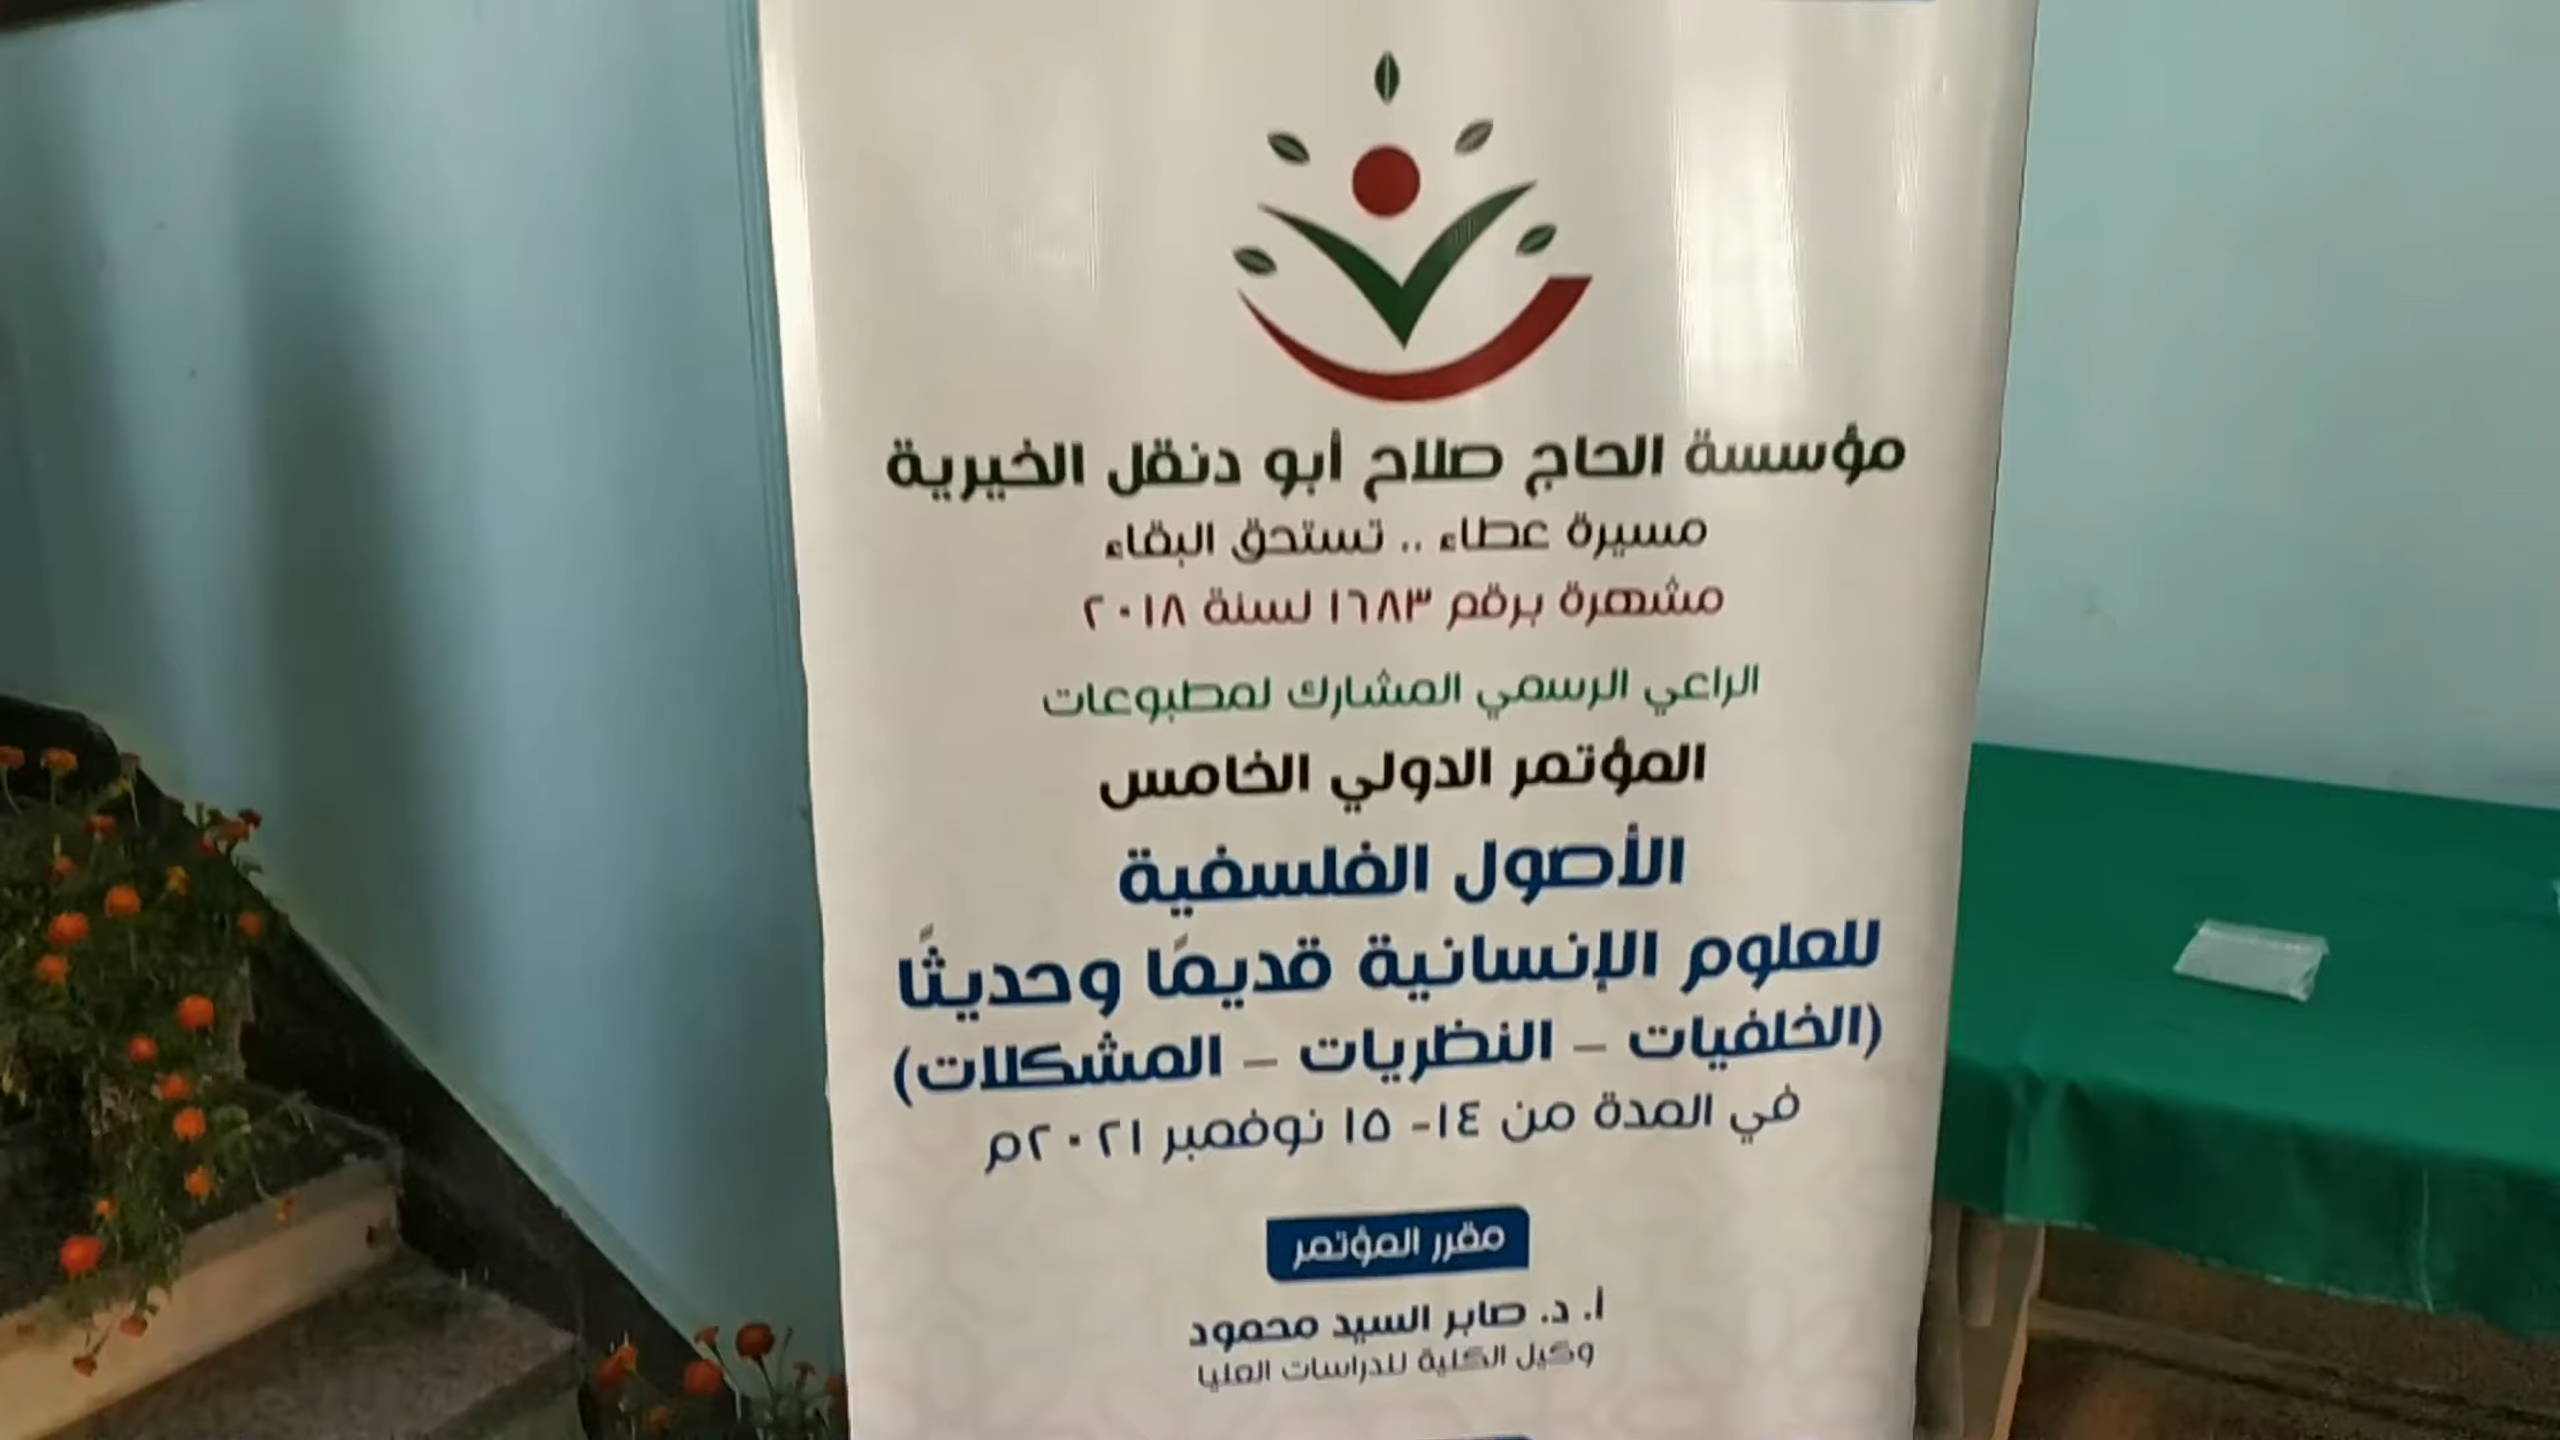 مؤسسة الحاج صلاح أبو دنقل الخيرية
مسيرة عطاء .. تستحق البقاء
مشهرة برقم ١٦٨٣ لسنة ٢٠١٨
الراعي الرسمي المشارك لمطبوعات
المؤتمر الدولي الخامس
الأصول الفلسفية
للعلوم الإنسانية قديمًا وحديثًا
(الخلفيات – النظريات – المشكلات)
في المدة من ١٤- ١٥ نوفمبر ٢٠٢١م
مقرر المؤتمر
أ. د. صابر السيد محمود
وكيل الكلية للدراسات العليا